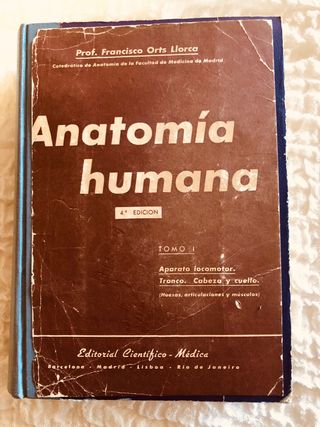 Prof. Francisco Orts Llorca
Catedrático de Anatomía de la Facultad de Medicina de Madrid.
Anatomía
humana
4.ª EDICION
TOMO I
Aparato locomotor.
Tronco. Cabeza y cuello.
(Huesos, articulaciones y músculos)
Editorial Científico-Médica
Barcelona - Madrid - Lisboa - Rio de Janeiro